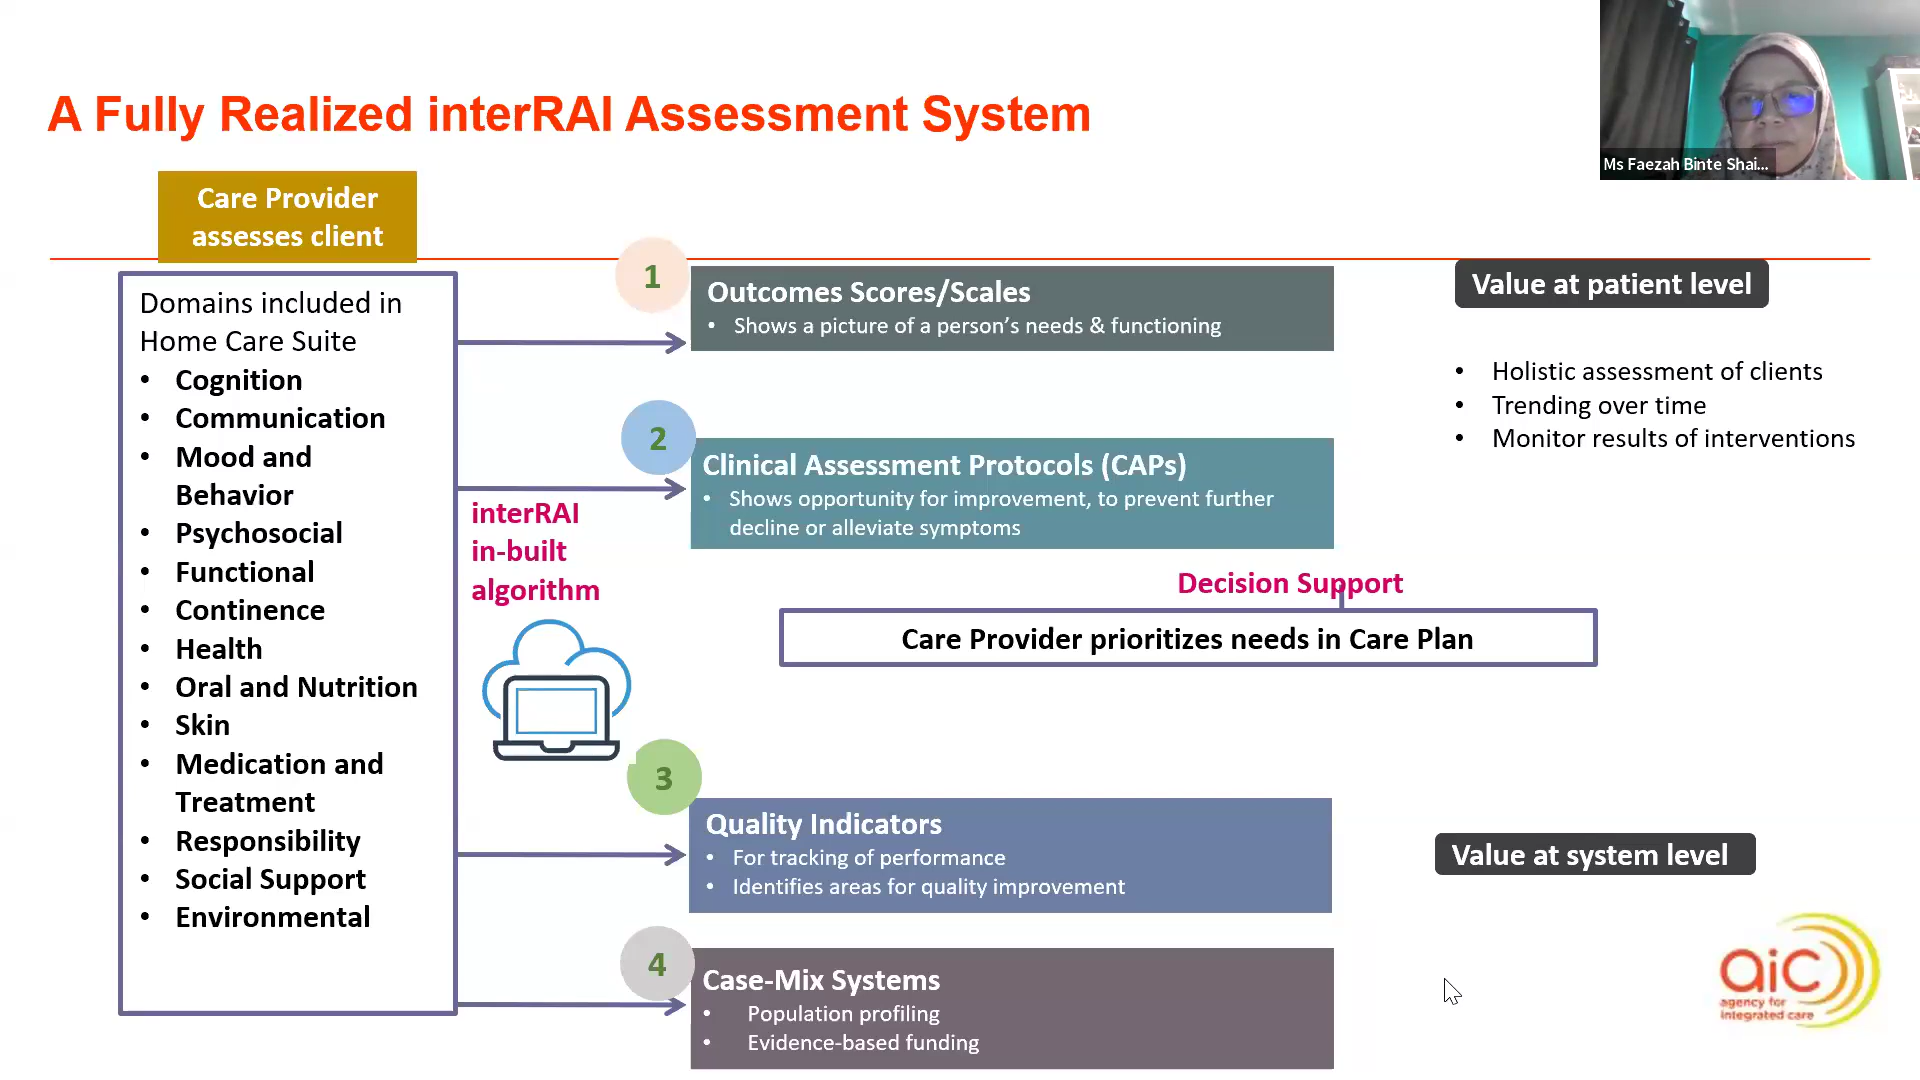 A Fully Realized interRAI Assessment System
Ms Faezah Binte Shai...
Care Provider
assesses client
Domains included in
Home Care Suite
• Cognition
• Communication
• Mood and
Behavior
• Psychosocial
• Functional
• Continence
• Health
• Oral and Nutrition
• Skin
• Medication and
Treatment
• Responsibility
• Social Support
• Environmental
interRAI
in-built
algorithm
1
Outcomes Scores/Scales
• Shows a picture of a person's needs & functioning
2
Clinical Assessment Protocols (CAPs)
• Shows opportunity for improvement, to prevent further
decline or alleviate symptoms
Decision Support
Care Provider prioritizes needs in Care Plan
3
Quality Indicators
• For tracking of performance
• Identifies areas for quality improvement
4
Case-Mix Systems
• Population profiling
• Evidence-based funding
Value at patient level
• Holistic assessment of clients
• Trending over time
• Monitor results of interventions
Value at system level
aic
agency for
integrated care